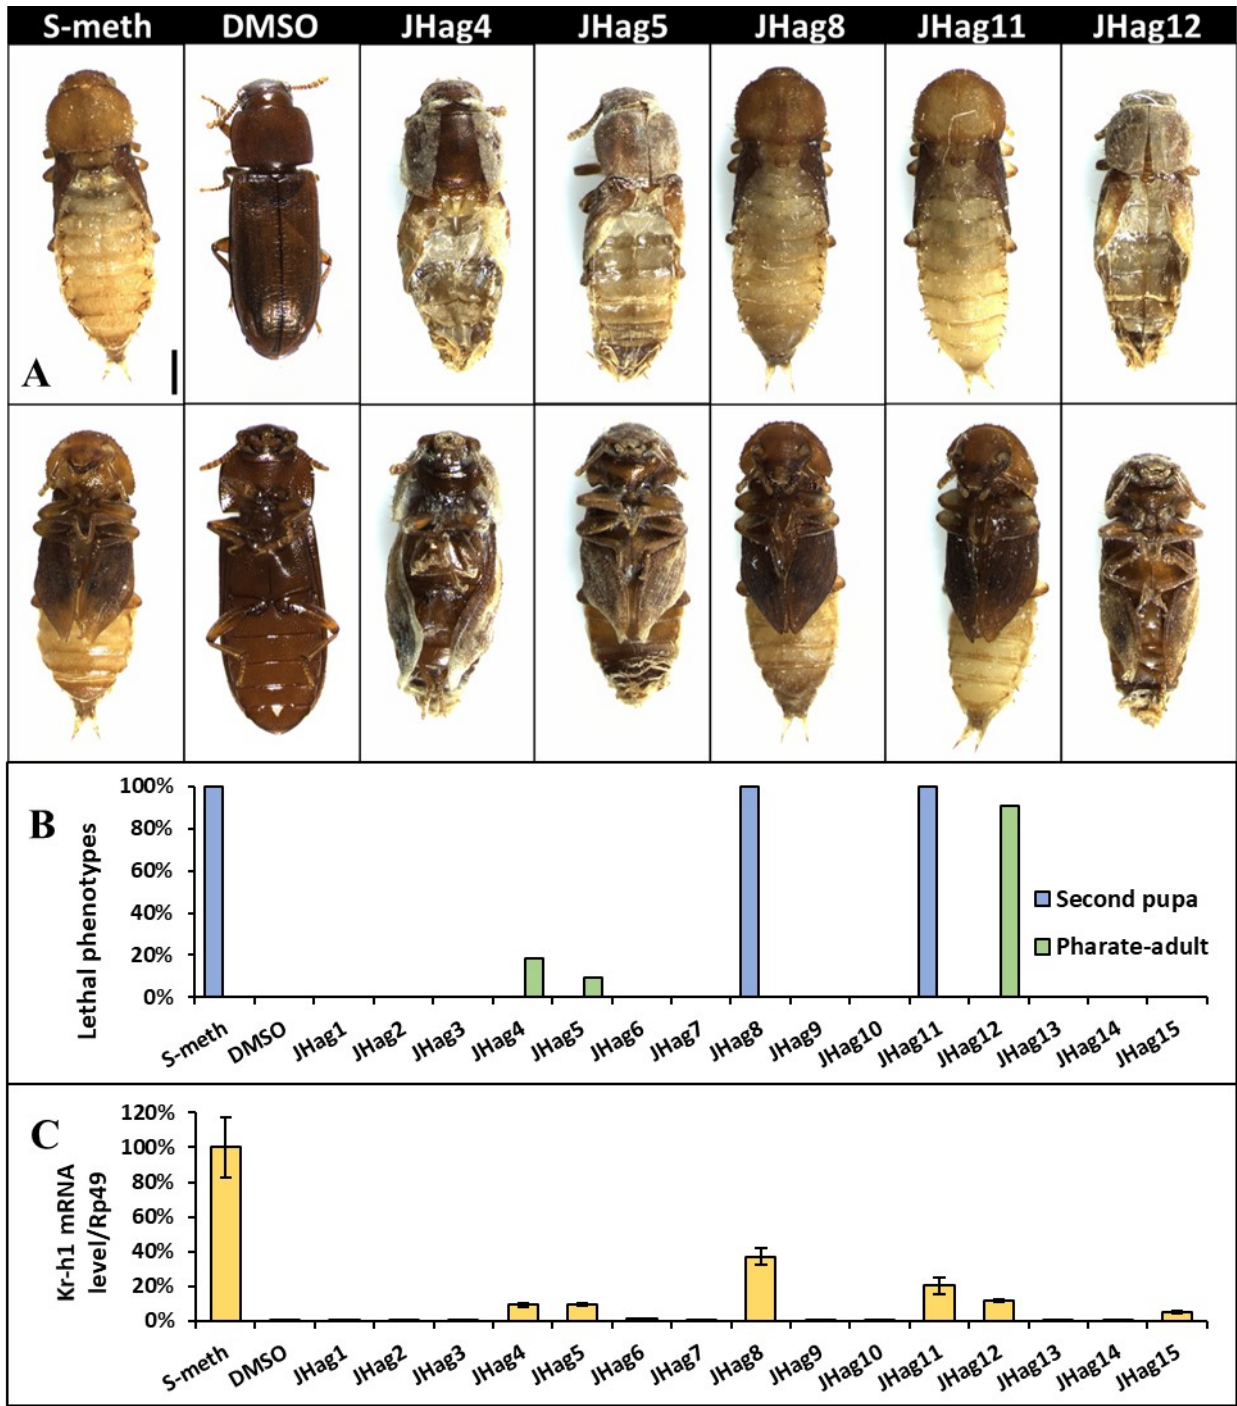 S-meth DMSO JHag4 JHag5 JHag8 JHag11 JHag12
A
B
Lethal phenotypes
100%
80%
60%
40%
20%
0%
Second pupa
Pharate-adult
S-meth DMSO JHag1 JHag2 JHag3 JHag4 JHag5 JHag6 JHag7 JHag8 JHag9 JHag10 JHag11 JHag12 JHag13 JHag14 JHag15
C
Kr-h1 mRNA
level/Rp49
120%
100%
80%
60%
40%
20%
0%
S-meth DMSO JHag1 JHag2 JHag3 JHag4 JHag5 JHag6 JHag7 JHag8 JHag9 JHag10 JHag11 JHag12 JHag13 JHag14 JHag15